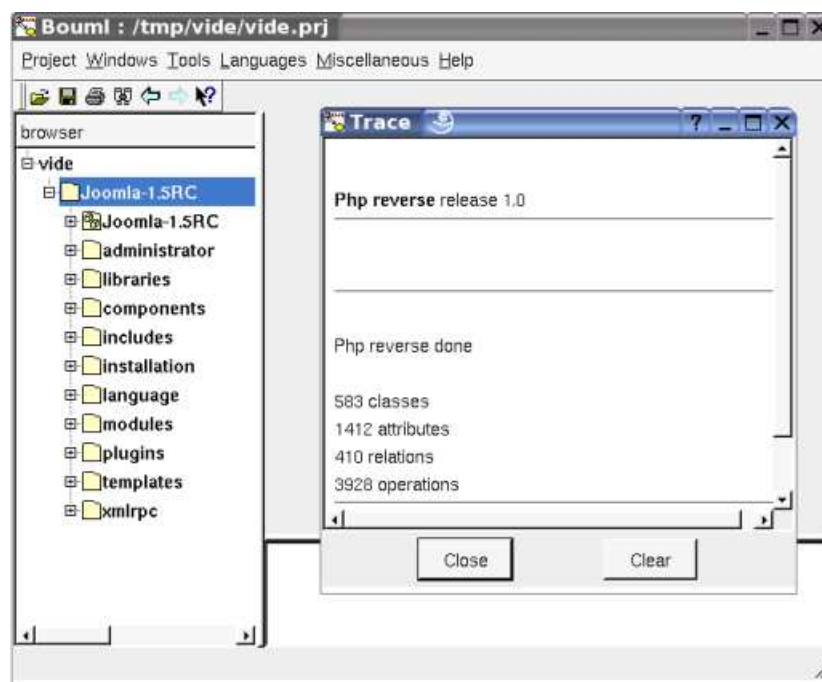 Bouml : /tmp/vide/vide.prj
Project Windows Tools Languages Miscellaneous Help
browser
vide
Joomla-1.5RC
Joomla-1.5RC
administrator
libraries
components
includes
installation
language
modules
plugins
templates
xmlrpc
Trace
Php reverse release 1.0
Php reverse done
583 classes
1412 attributes
410 relations
3928 operations
Close Clear